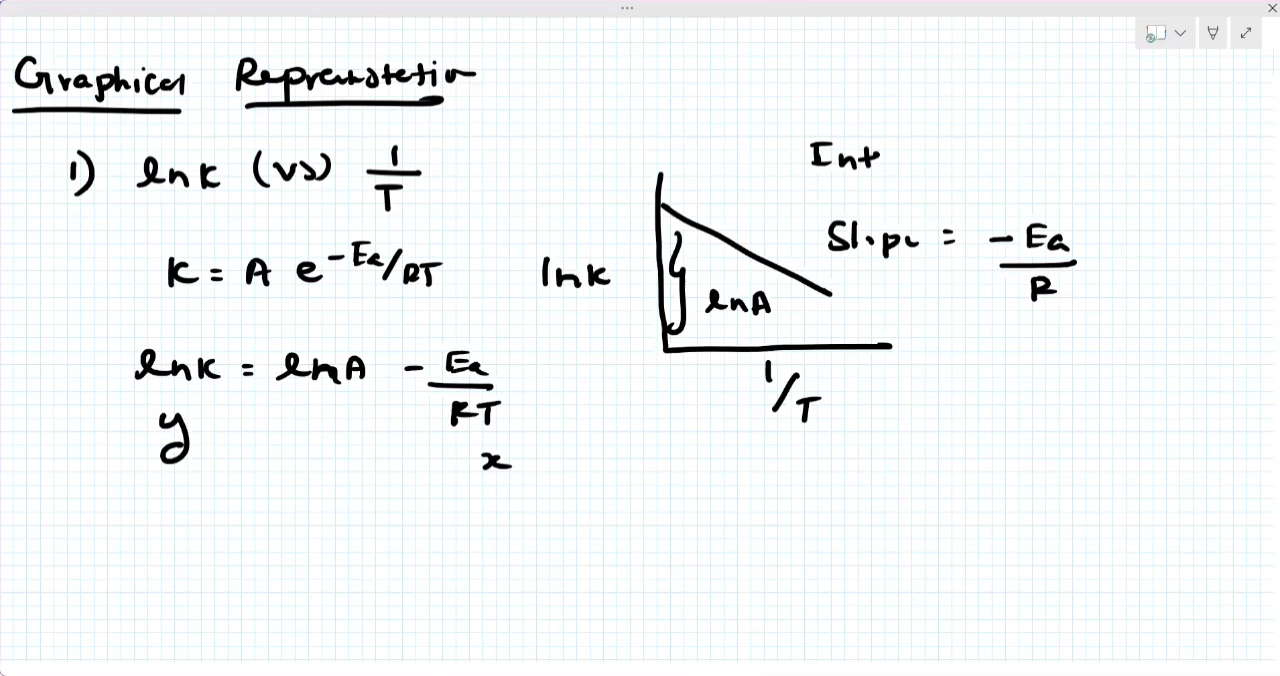 Graphical Representation
1) ln k (vs) 1/T
K = A e^-Ea/RT
ln k = ln A - Ea/RT
y
x
Int
Slope = -Ea/R
ln k
ln A
1/T